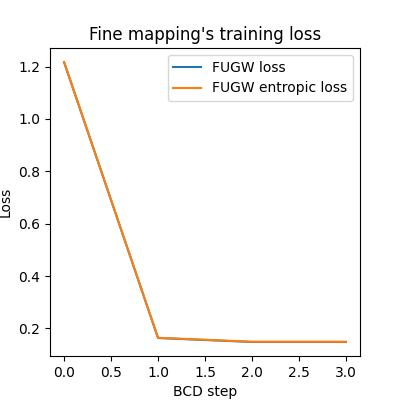 Fine mapping's training loss
FUGW loss
FUGW entropic loss
1.2
1.0
0.8
0.6
0.4
0.2
Loss
0.0 0.5 1.0 1.5 2.0 2.5 3.0
BCD step